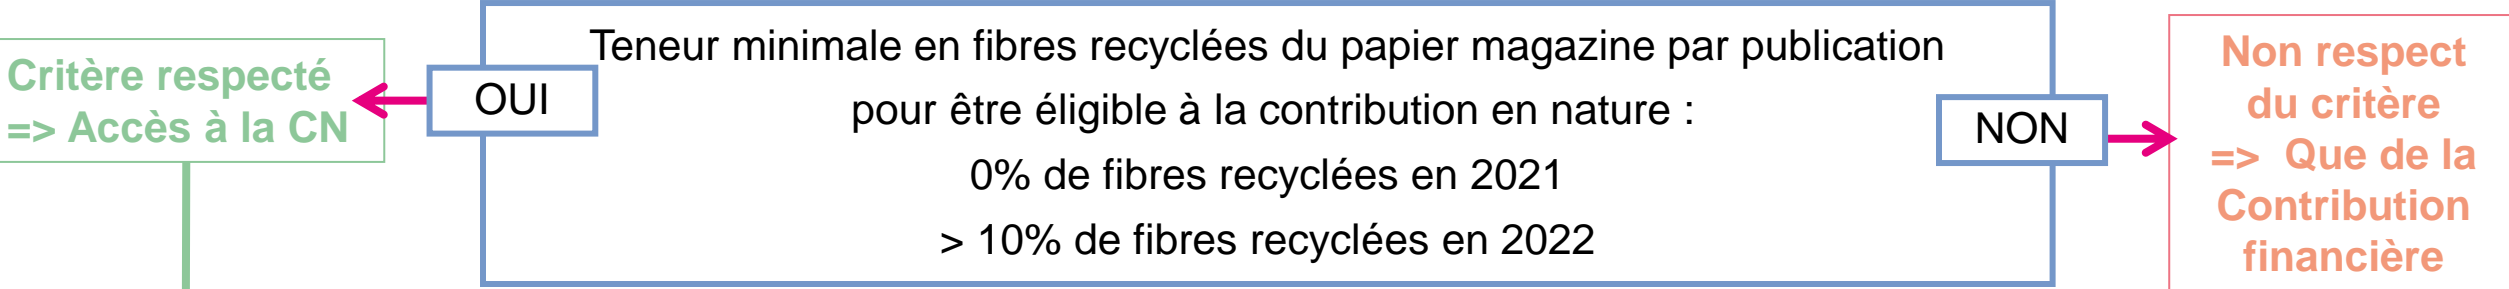 Critère respecté
=> Accès à la CN
OUI
Teneur minimale en fibres recyclées du papier magazine par publication
pour être éligible à la contribution en nature :
0% de fibres recyclées en 2021
> 10% de fibres recyclées en 2022
NON
Non respect
du critère
=> Que de la
Contribution
financière